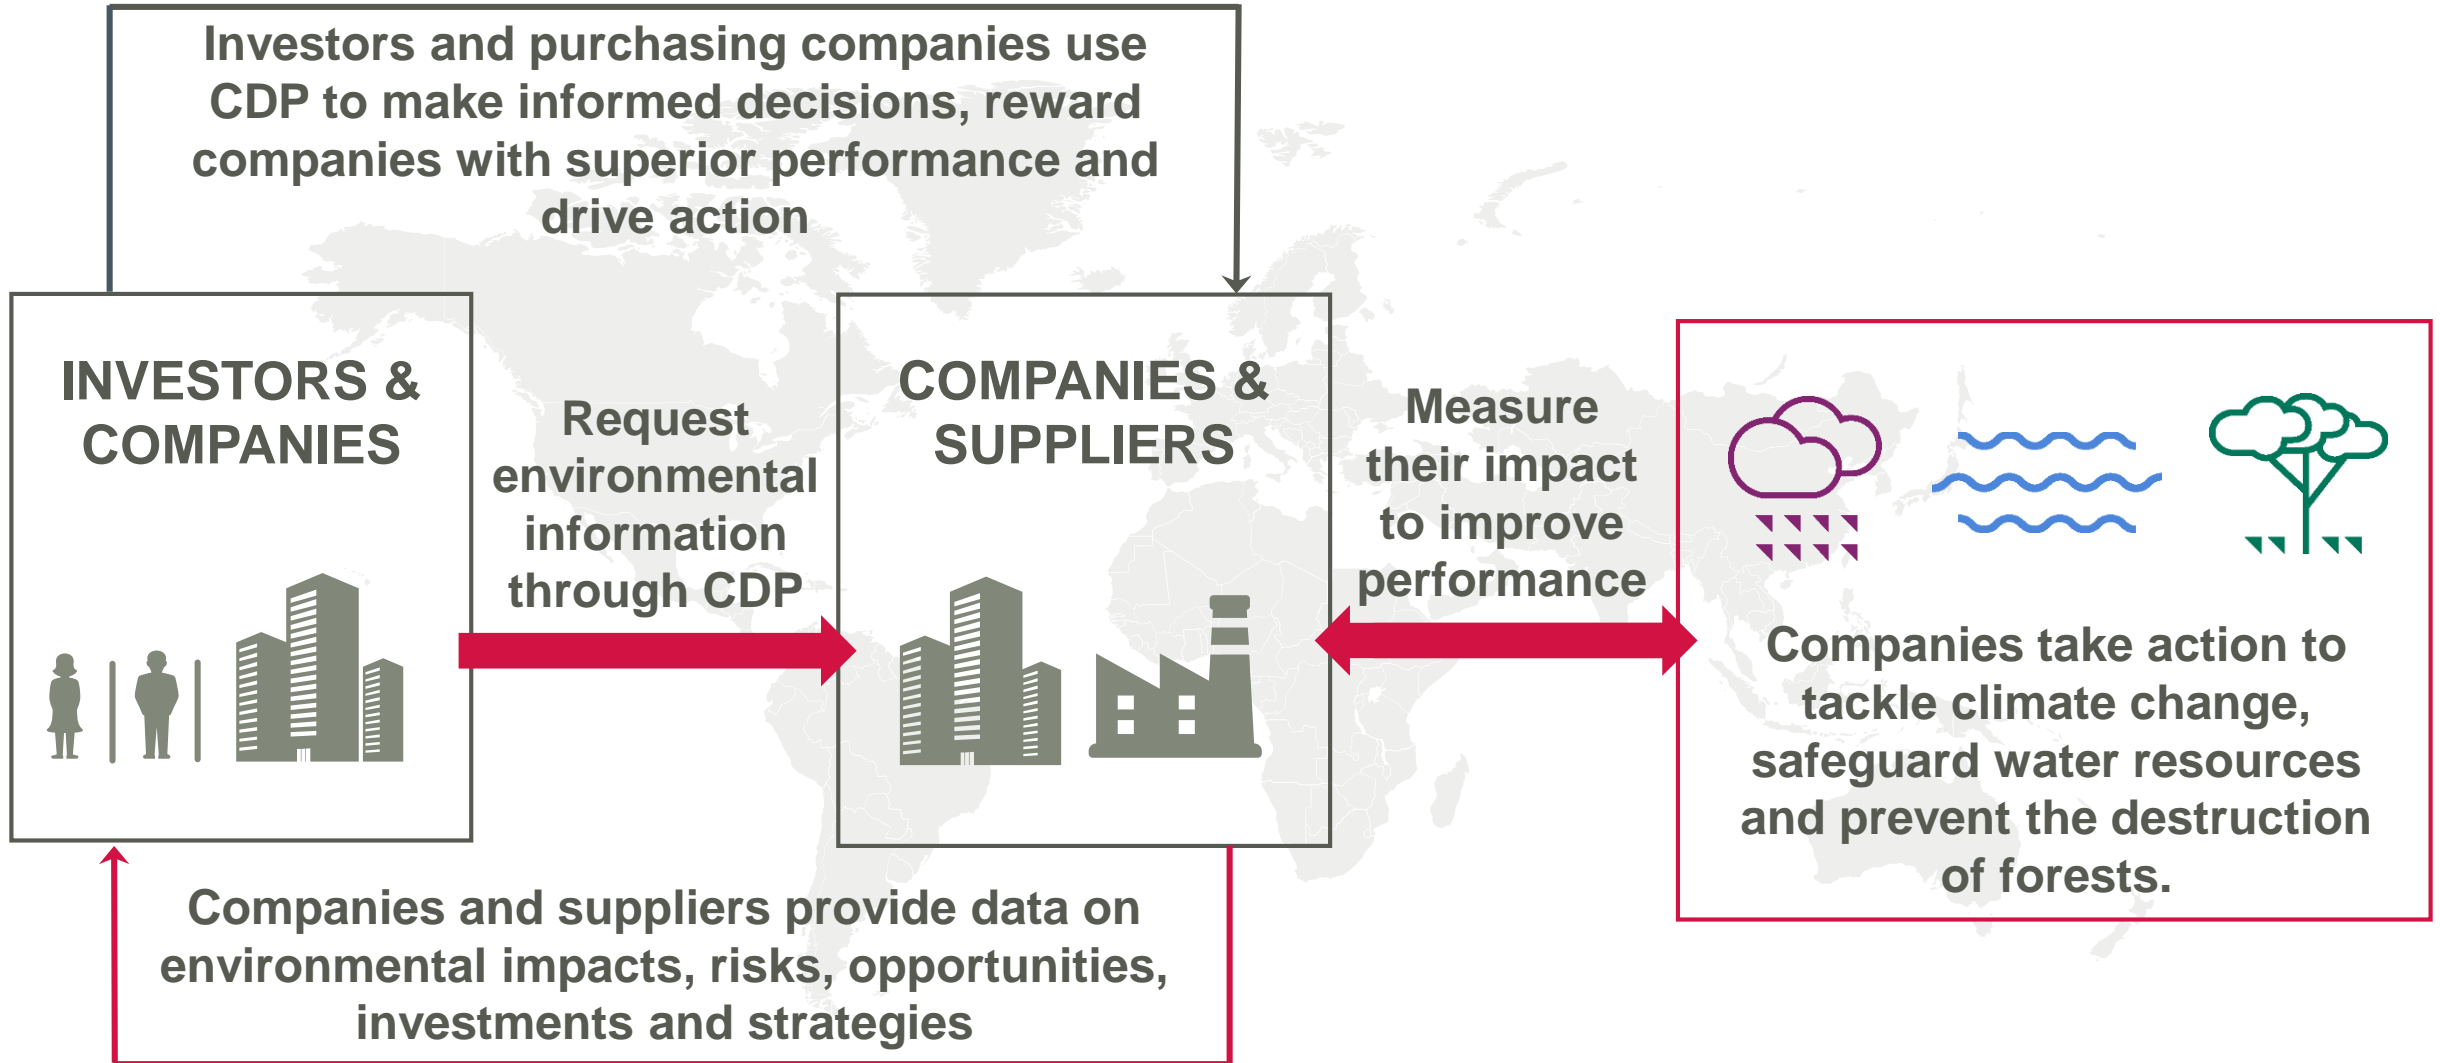 Investors and purchasing companies use
CDP to make informed decisions, reward
companies with superior performance and
drive action
INVESTORS &
COMPANIES
Request
environmental
information
through CDP
COMPANIES &
SUPPLIERS
Measure
their impact
to improve
performance
Companies take action to
tackle climate change,
safeguard water resources
and prevent the destruction
of forests.
Companies and suppliers provide data on
environmental impacts, risks, opportunities,
investments and strategies